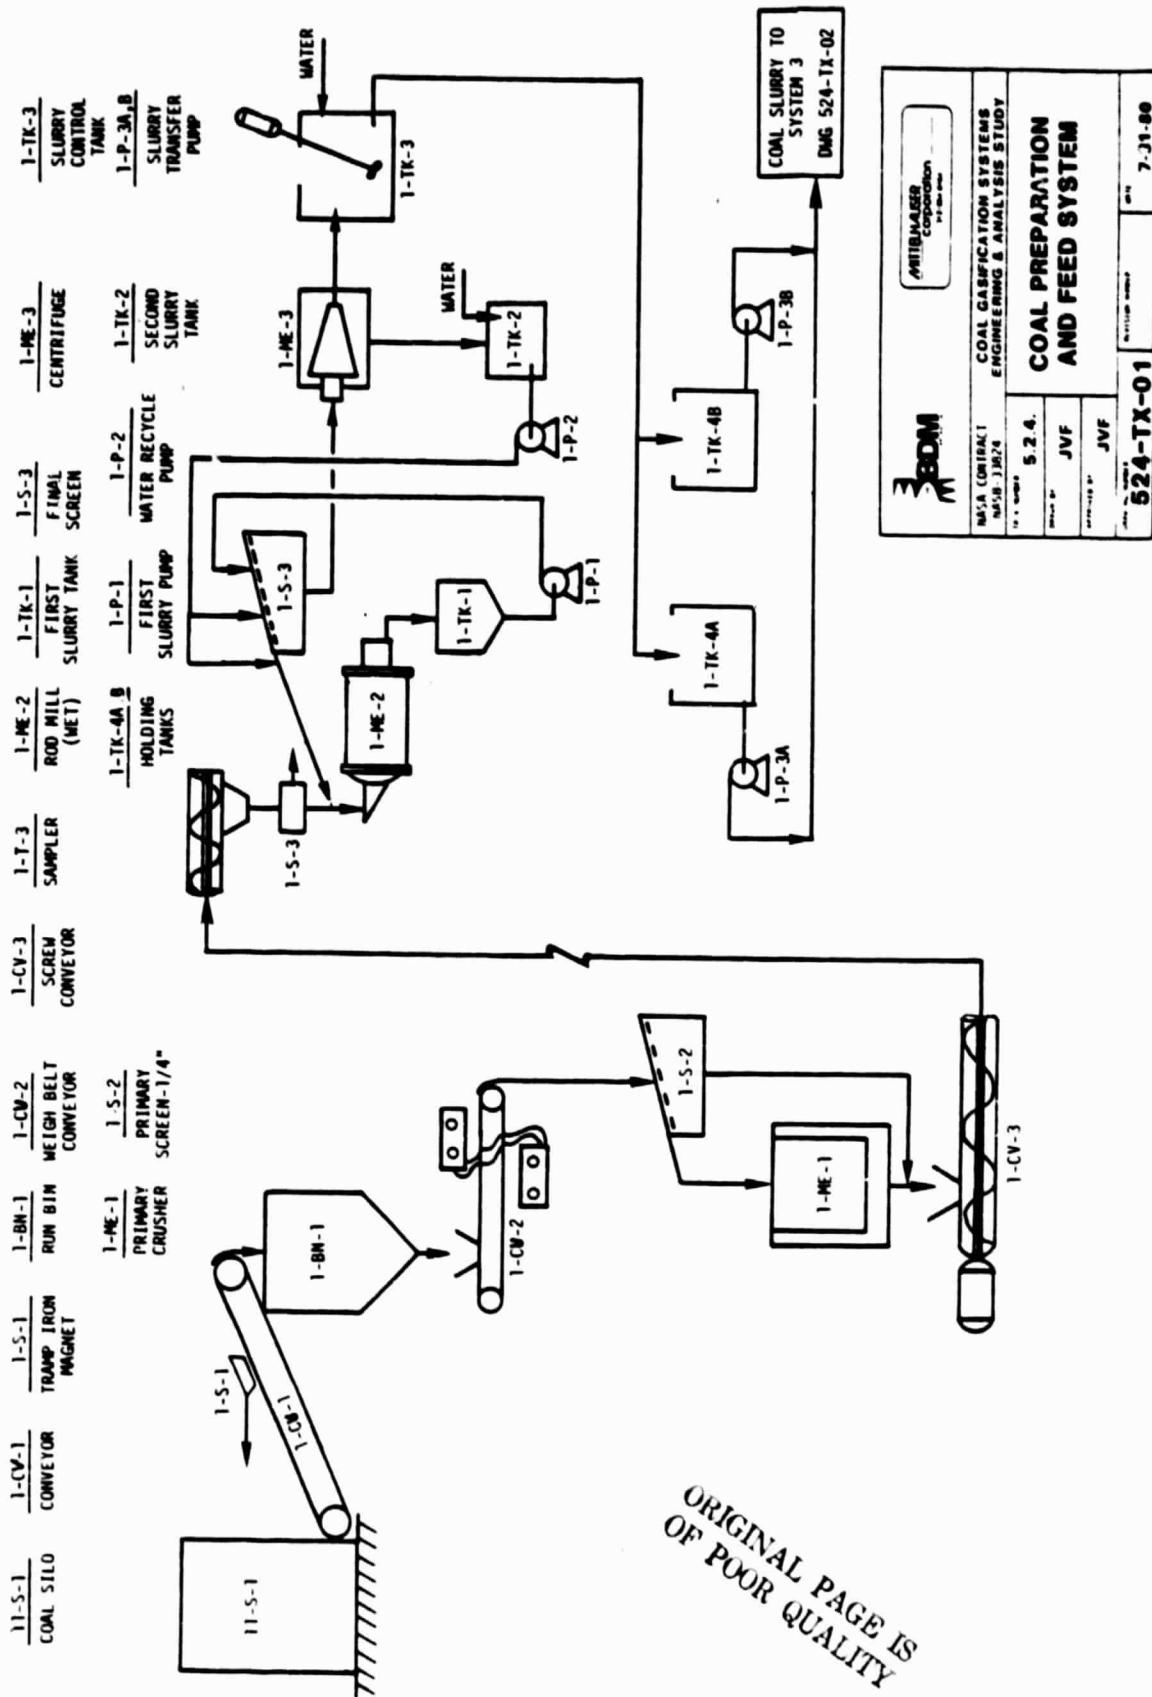 11-S-1
COAL SILO
1-CV-1
CONVEYOR
1-S-1
TRAMP IRON
MAGNET
1-BN-1
RUN BIN
1-CW-2
WEIGH BELT
CONVEYOR
1-CV-3
SCREW
CONVEYOR
1-T-3
SAMPLER
1-ME-2
ROD MILL
(WET)
1-TK-1
FIRST
SLURRY TANK
1-S-3
FINAL
SCREEN
1-ME-3
CENTRIFUGE
1-TK-3
SLURRY
CONTROL
TANK
1-ME-1
PRIMARY
CRUSHER
1-S-2
PRIMARY
SCREEN-1/4"
1-TK-4A,B
HOLDING
TANKS
1-P-1
FIRST
SLURRY PUMP
1-P-2
WATER RECYCLE
PUMP
1-TK-2
SECOND
SLURRY
TANK
1-P-3A,B
SLURRY
TRANSFER
PUMP
11-S-1
1-S-1
1-CW-1
1-BN-1
1-CW-2
1-S-2
1-ME-1
1-CV-3
1-S-3
1-ME-2
1-S-3
1-TK-1
1-P-1
1-ME-3
WATER
1-TK-2
1-P-2
WATER
1-TK-3
1-TK-4A
1-P-3A
1-TK-4B
1-P-3B
COAL SLURRY TO
SYSTEM 3
DWG 524-TX-02
BDM
MITTELHAUSER
corporation
NASA CONTRACT
NAS8-33824
COAL GASIFICATION SYSTEMS
ENGINEERING & ANALYSIS STUDY
5.2.4.
JVF
JVF
COAL PREPARATION
AND FEED SYSTEM
524-TX-01
7-31-80
ORIGINAL PAGE IS
OF POOR QUALITY